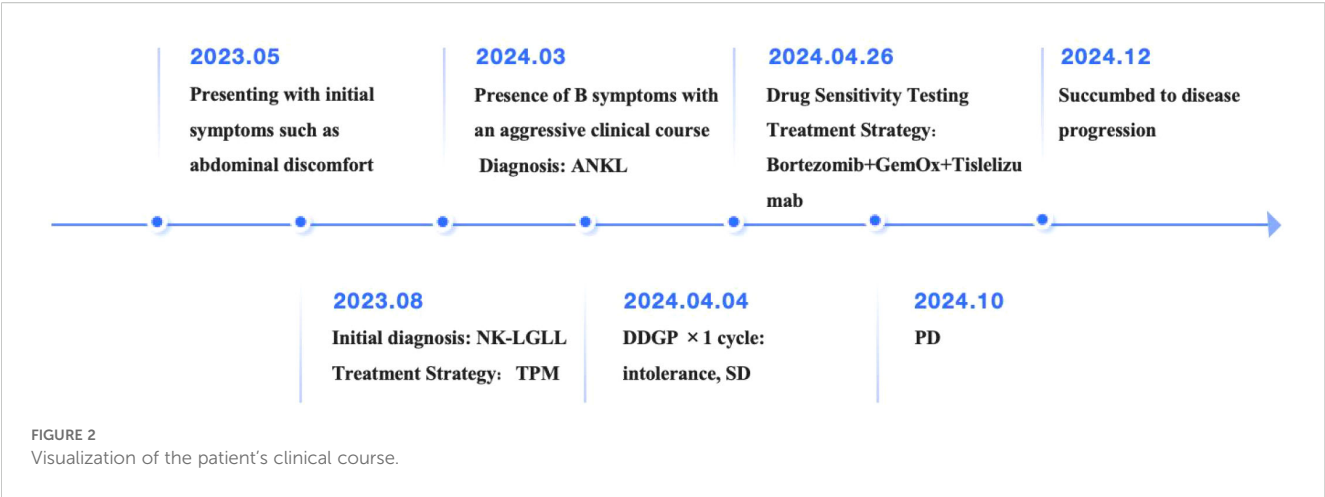 2023.05
Presenting with initial
symptoms such as
abdominal discomfort
2024.03
Presence of B symptoms with
an aggressive clinical course
Diagnosis: ANKL
2024.04.26
Drug Sensitivity Testing
Treatment Strategy:
Bortezomib+GemOx+Tislelizu
mab
2024.12
Succumbed to disease
progression
2023.08
Initial diagnosis: NK-LGLL
Treatment Strategy: TPM
2024.04.04
DDGP ×1 cycle:
intolerance, SD
2024.10
PD
FIGURE 2
Visualization of the patient's clinical course.